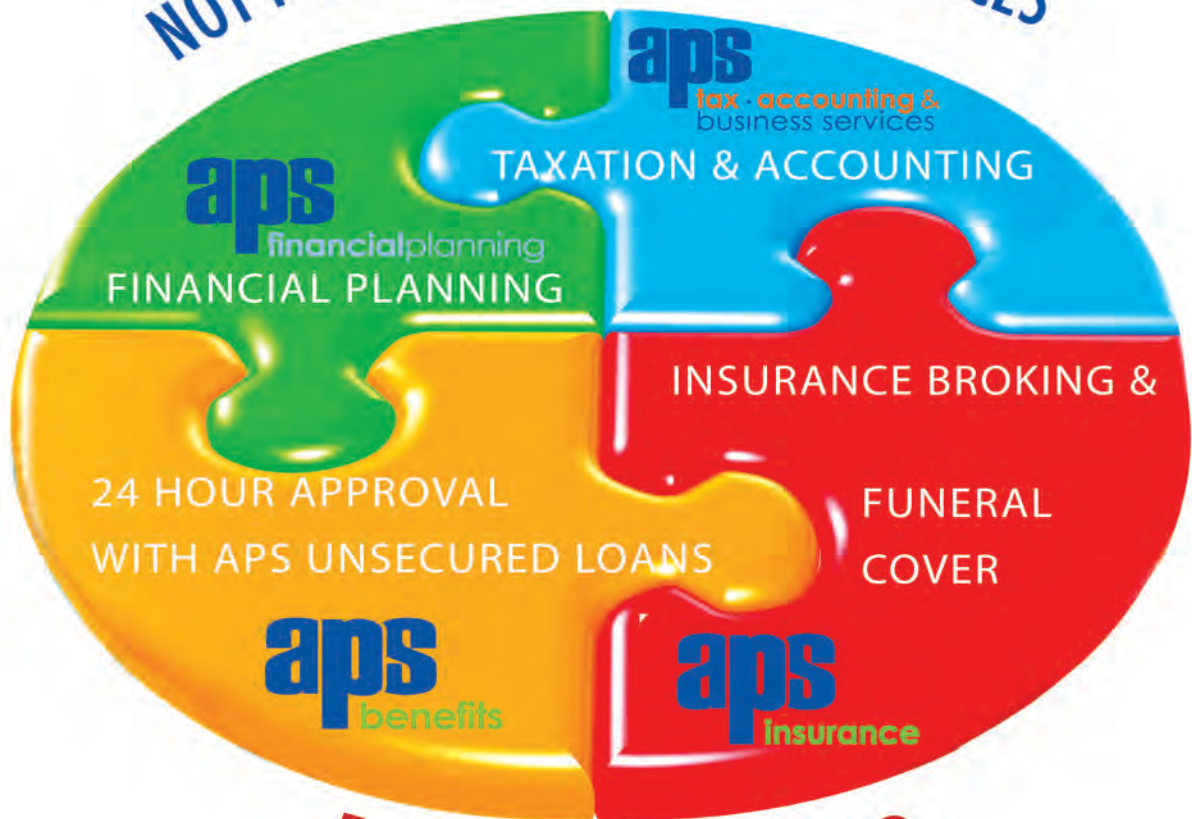 aps
tax · accounting &
business services
TAXATION & ACCOUNTING
aps
financialplanning
FINANCIAL PLANNING
INSURANCE BROKING &
FUNERAL
COVER
24 HOUR APPROVAL
WITH APS UNSECURED LOANS
aps
benefits
aps
insurance